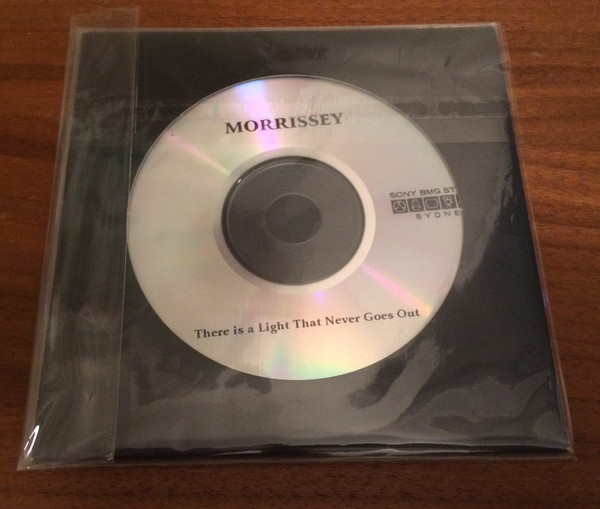 MORRISSEY
SONY BMG ST
SYDNE
There is a Light That Never Goes Out